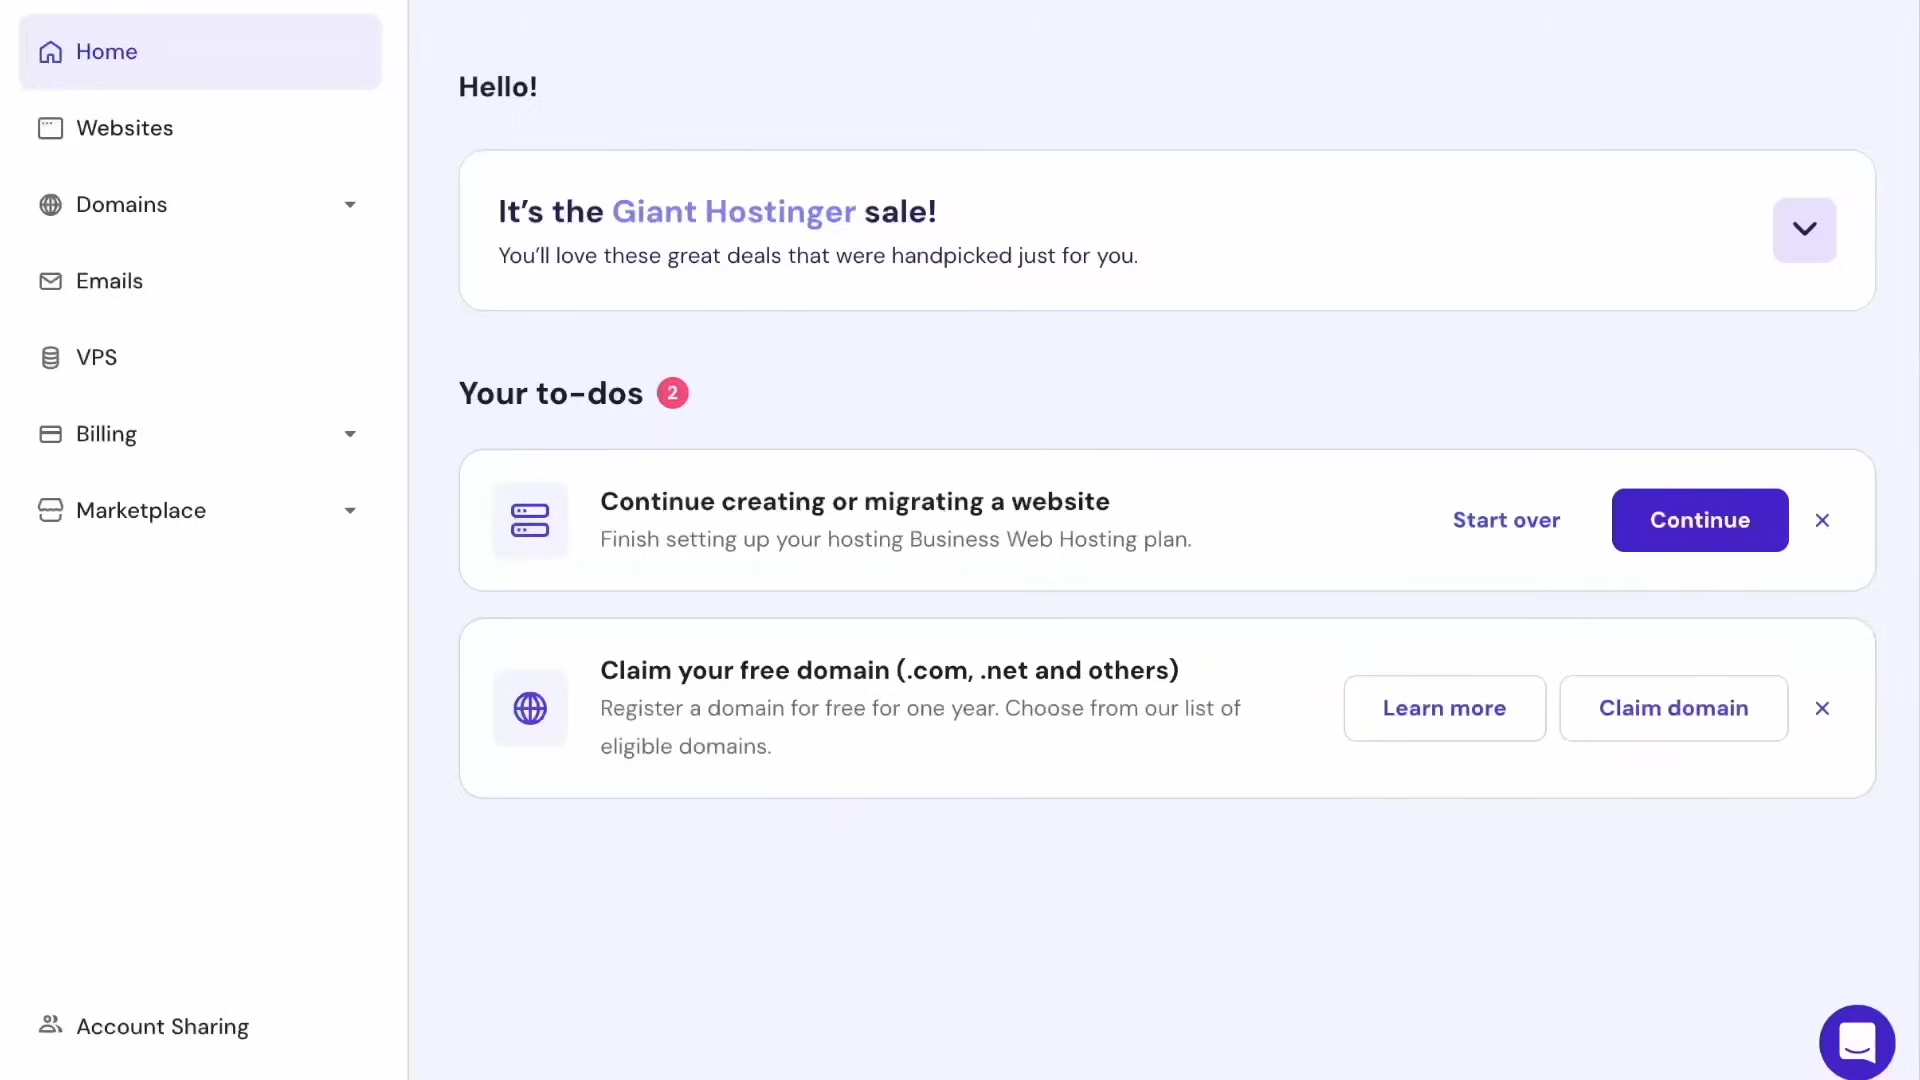 Home
Websites
Domains
Emails
VPS
Billing
Marketplace
Account Sharing
Hello!
It’s the Giant Hostinger sale!
You’ll love these great deals that were handpicked just for you.
Your to-dos 2
Continue creating or migrating a website
Finish setting up your hosting Business Web Hosting plan.
Start over
Continue
Claim your free domain (.com, .net and others)
Register a domain for free for one year. Choose from our list of
eligible domains.
Learn more
Claim domain